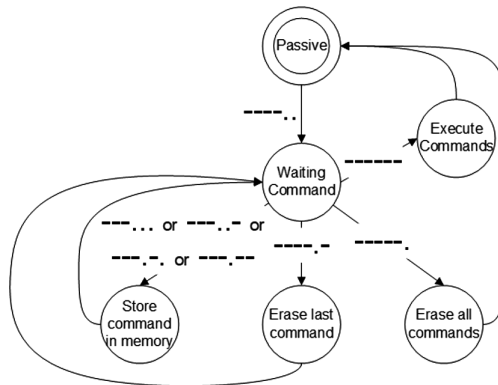 Passive
----..
Execute
Commands
------
Waiting
Command
---... or ---..- or
---.-. or ---.--
----.-
-----.
Store
command
in memory
Erase last
command
Erase all
commands